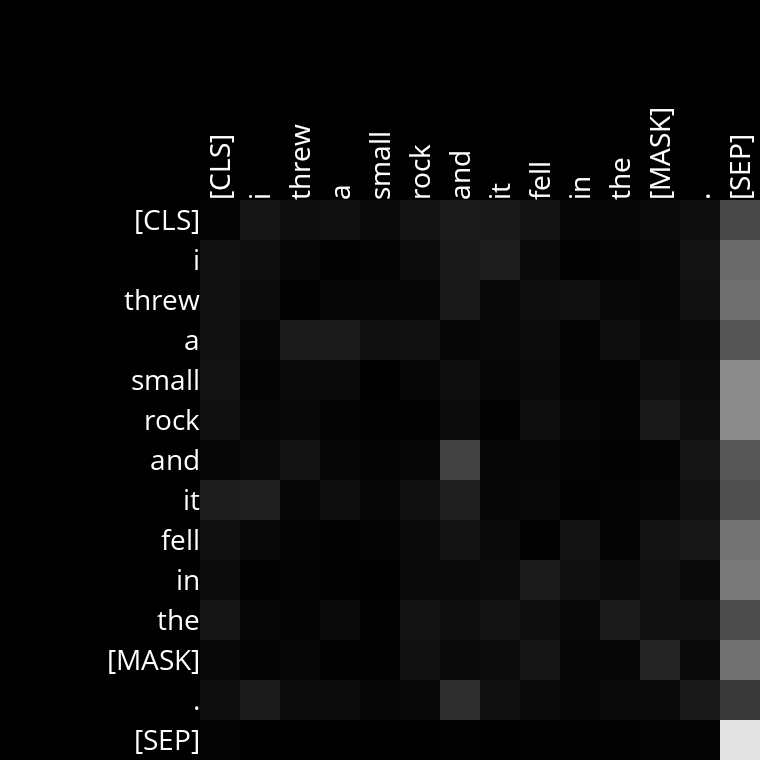 [CLS] i threw a small rock and it fell in the [MASK] . [SEP]
[CLS]
i
threw
a
small
rock
and
it
fell
in
the
[MASK]
.
[SEP]